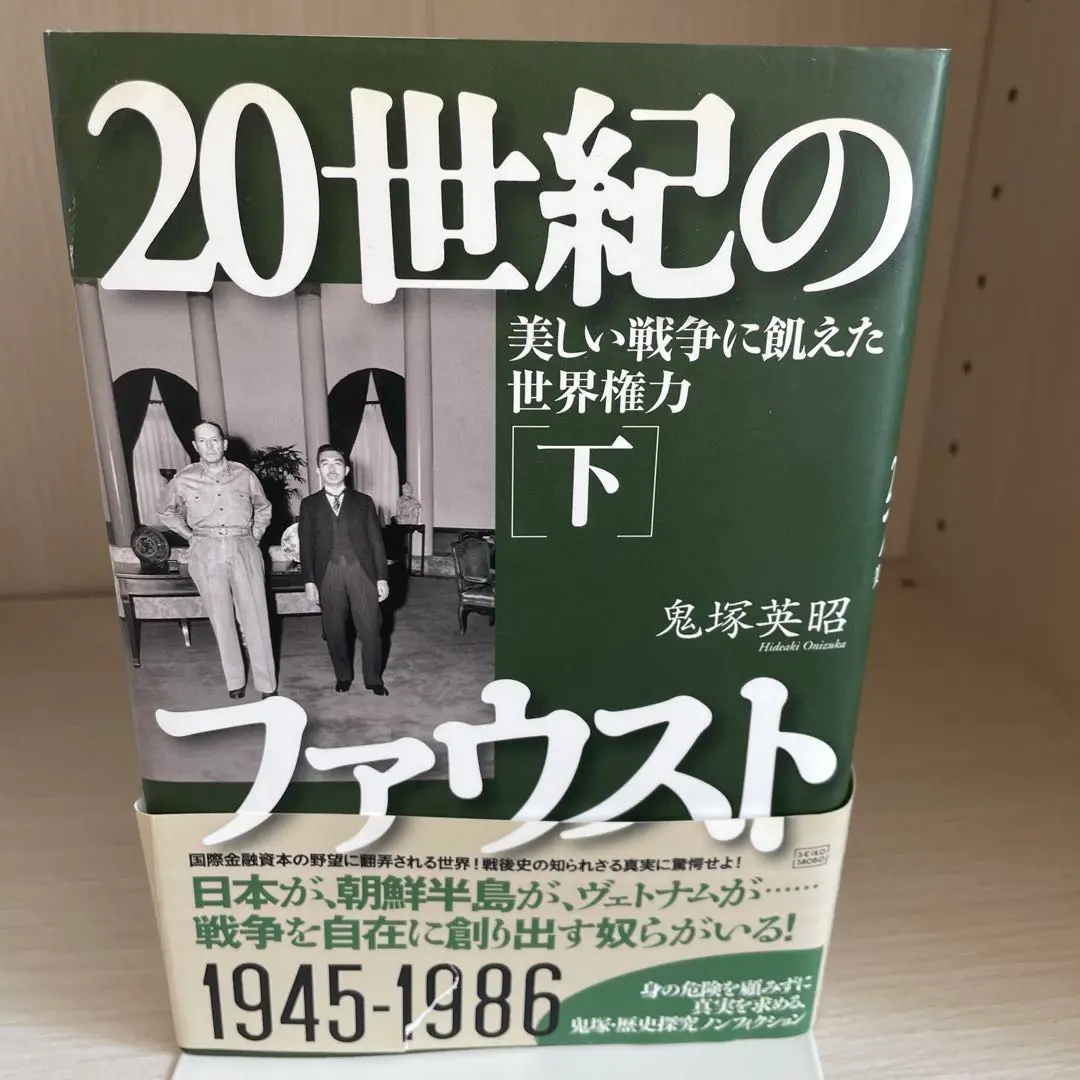 20世紀の
美しい戦争に飢えた
世界権力
[下]
鬼塚英昭
Hideaki Onizuka
ファウスト
国際金融資本の野望に翻弄される世界！戦後史の知られざる真実に驚愕せよ！
SEIKO
SHOBO
日本が、朝鮮半島が、ヴェトナムが……
戦争を自在に創り出す奴らがいる！
1945-1986
身の危険を顧みずに
真実を求める、
鬼塚・歴史探究ノンフィクション